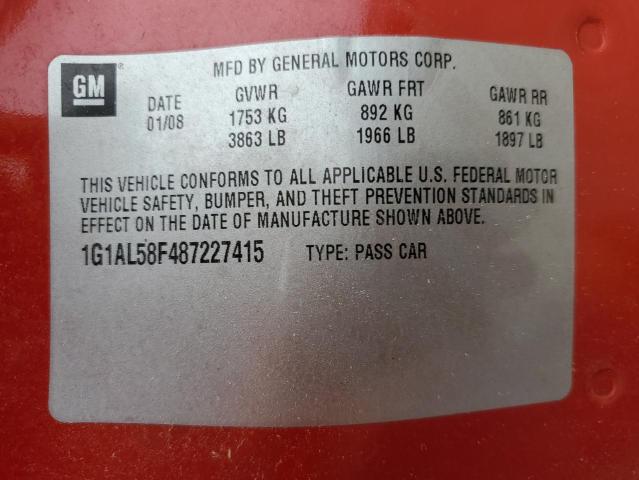 GM®
MFD BY GENERAL MOTORS CORP.
DATE GVWR GAWR FRT GAWR RR
01/08 1753 KG 892 KG 861 KG
3863 LB 1966 LB 1897 LB
THIS VEHICLE CONFORMS TO ALL APPLICABLE U.S. FEDERAL MOTOR
VEHICLE SAFETY, BUMPER, AND THEFT PREVENTION STANDARDS IN
EFFECT ON THE DATE OF MANUFACTURE SHOWN ABOVE.
1G1AL58F487227415 TYPE: PASS CAR